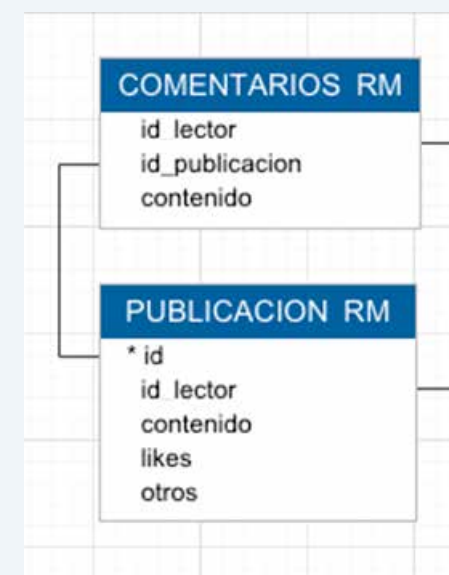 COMENTARIOS RM
id lector
id_publicacion
contenido
PUBLICACION RM
* id
id lector
contenido
likes
otros